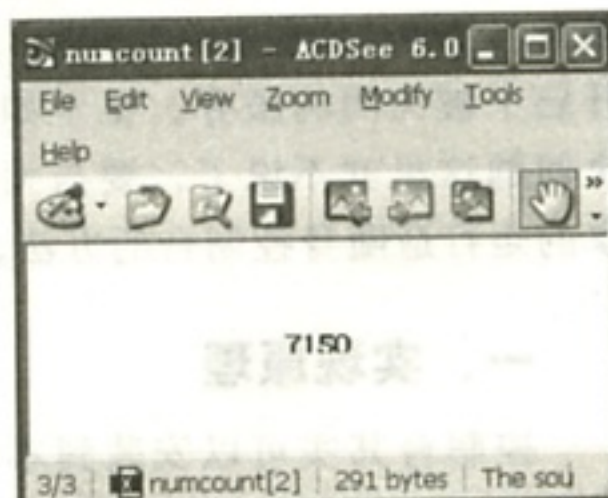 numcount[2] - ACDSee 6.0
File Edit View Zoom Modify Tools
Help
7150
3/3 numcount[2] 291 bytes The sou